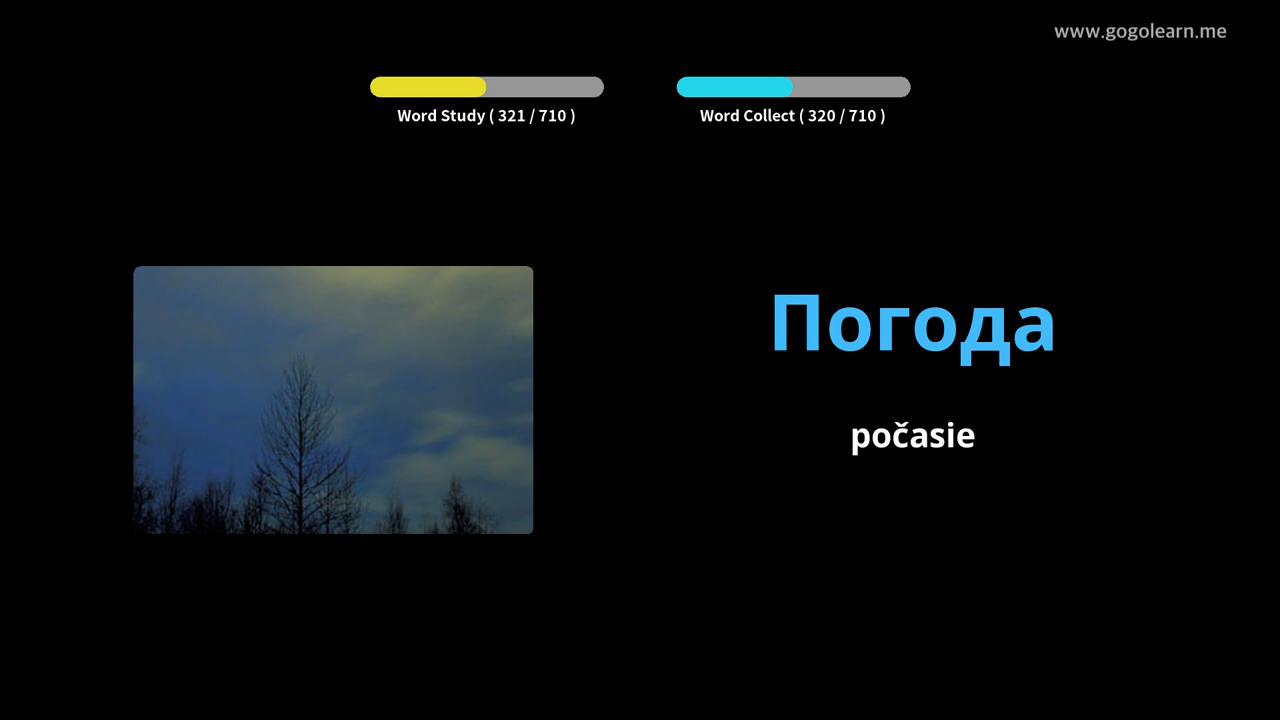 www.gogolearn.me
Word Study ( 321 / 710 )
Word Collect ( 320 / 710 )
Погода
počasie